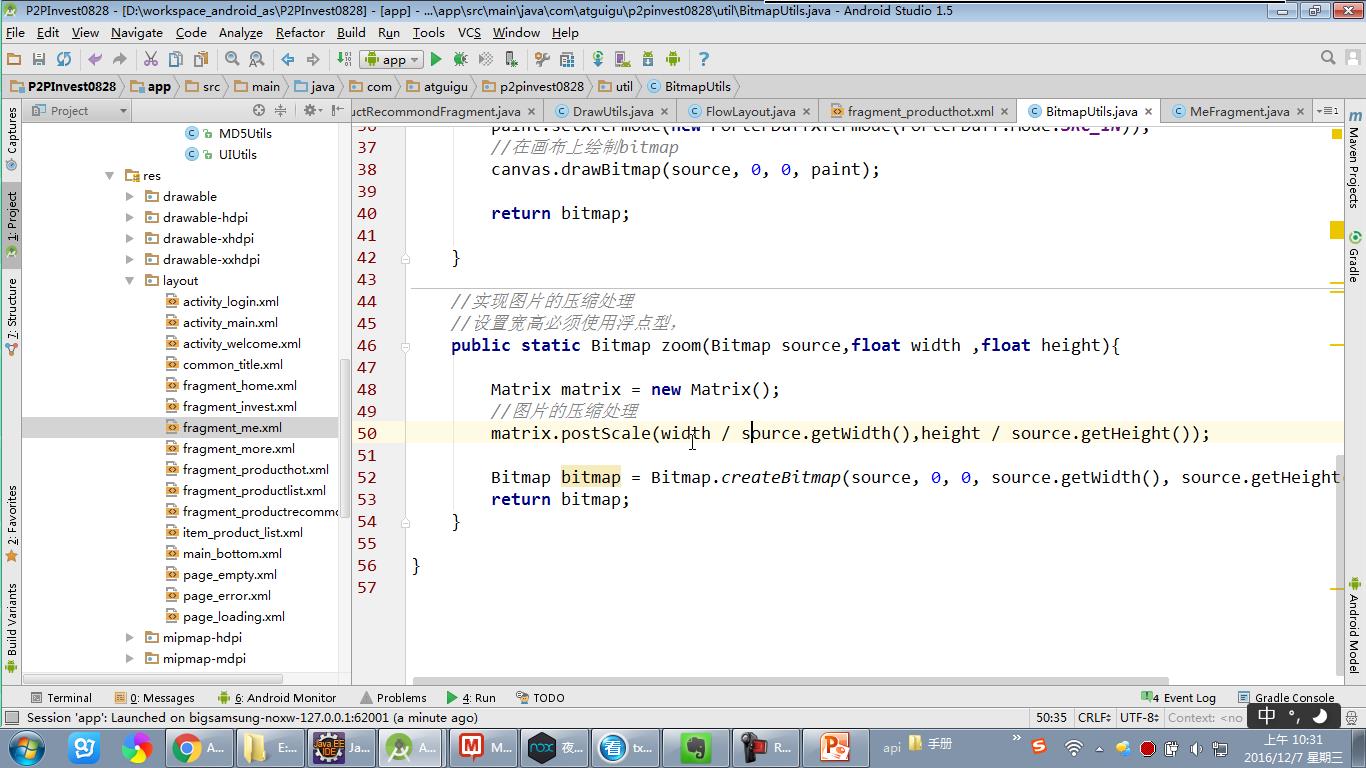 P2PInvest0828 - [D:\workspace_android_as\P2PInvest0828] - [app] - ...\app\src\main\java\com\atguigu\p2pinvest0828\util\BitmapUtils.java - Android Studio 1.5
File Edit View Navigate Code Analyze Refactor Build Run Tools VCS Window Help
app
P2PInvest0828 app src main java com atguigu p2pinvest0828 util BitmapUtils
Project
uctRecommondFragment.java DrawUtils.java FlowLayout.java fragment_producthot.xml BitmapUtils.java MeFragment.java
Captures
1: Project
7: Structure
2: Favorites
Build Variants
MD5Utils
UIUtils
res
drawable
drawable-hdpi
drawable-xhdpi
drawable-xxhdpi
layout
activity_login.xml
activity_main.xml
activity_welcome.xml
common_title.xml
fragment_home.xml
fragment_invest.xml
fragment_me.xml
fragment_more.xml
fragment_producthot.xml
fragment_productlist.xml
fragment_productrecommo
item_product_list.xml
main_bottom.xml
page_empty.xml
page_error.xml
page_loading.xml
mipmap-hdpi
mipmap-mdpi
36 paint.setXfermode(new PorterDuffXfermode(PorterDuff.Mode.SRC_IN));
37 //在画布上绘制bitmap
38 canvas.drawBitmap(source, 0, 0, paint);
39
40 return bitmap;
41
42 }
43
44 //实现图片的压缩处理
45 //设置宽高必须使用浮点型,
46 public static Bitmap zoom(Bitmap source,float width ,float height){
47
48 Matrix matrix = new Matrix();
49 //图片的压缩处理
50 matrix.postScale(width / source.getWidth(),height / source.getHeight());
51
52 Bitmap bitmap = Bitmap.createBitmap(source, 0, 0, source.getWidth(), source.getHeight
53 return bitmap;
54 }
55
56 }
57
Maven Projects
Gradle
Android Model
Terminal 0: Messages 6: Android Monitor Problems 4: Run TODO 4 Event Log Gradle Console
Session 'app': Launched on bigsamsung-noxw-127.0.0.1:62001 (a minute ago) 50:35 CRLF UTF-8 Context: <no 中
A... E:... Ja... A... M... 夜... tx... R... api 手册 上午 10:31
2016/12/7 星期三